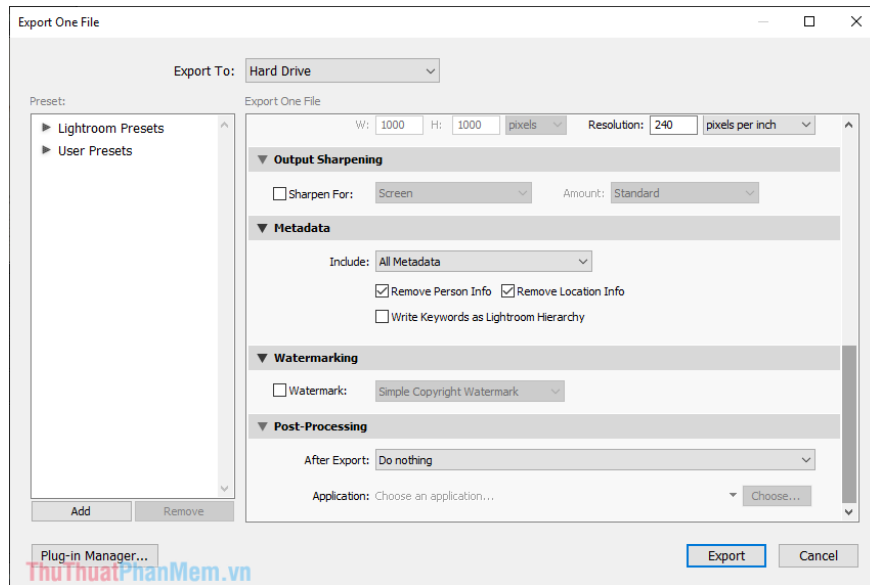 Export One File
Export To: Hard Drive
Preset:
Export One File
Lightroom Presets
User Presets
W: 1000 H: 1000 pixels Resolution: 240 pixels per inch
Output Sharpening
Sharpen For: Screen Amount: Standard
Metadata
Include: All Metadata
Remove Person Info Remove Location Info
Write Keywords as Lightroom Hierarchy
Watermarking
Watermark: Simple Copyright Watermark
Post-Processing
After Export: Do nothing
Application: Choose an application... Choose...
Add Remove
Plug-in Manager... Export Cancel
ThuThuatPhanMem.vn